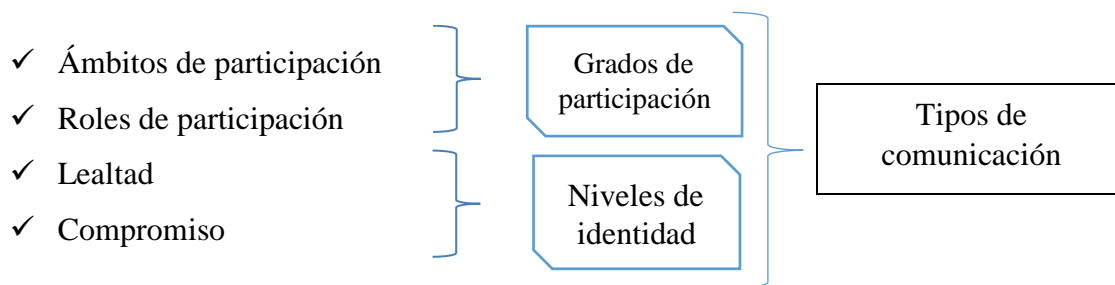 ✓ Ámbitos de participación
✓ Roles de participación
✓ Lealtad
✓ Compromiso
Grados de
participación
Niveles de
identidad
Tipos de
comunicación